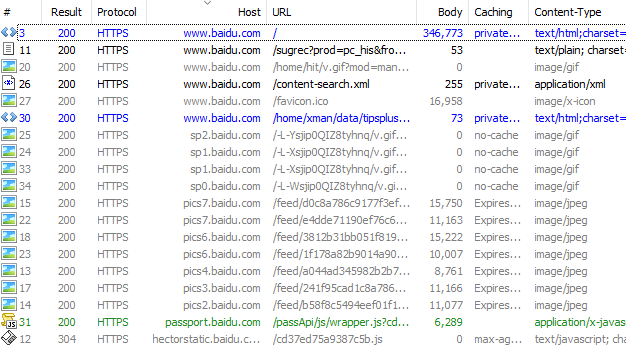 # Result Protocol Host URL Body Caching Content-Type
3 200 HTTPS www.baidu.com / 346,773 private... text/html;charset=
11 200 HTTPS www.baidu.com /sugrec?prod=pc_his&fro... 53 text/plain; charset=
20 200 HTTPS www.baidu.com /home/hit/v.gif?mod=man... 0 image/gif
26 200 HTTPS www.baidu.com /content-search.xml 255 private... application/xml
27 200 HTTPS www.baidu.com /favicon.ico 16,958 image/x-icon
30 200 HTTPS www.baidu.com /home/xman/data/tipsplus... 73 private... text/html;charset=
25 200 HTTPS sp2.baidu.com /-L-Ysjip0QIZ8tyhnq/v.gif... 0 no-cache image/gif
24 200 HTTPS sp1.baidu.com /-L-Xsjip0QIZ8tyhnq/v.gif... 0 no-cache image/gif
33 200 HTTPS sp1.baidu.com /-L-Xsjip0QIZ8tyhnq/v.gif... 0 no-cache image/gif
34 200 HTTPS sp0.baidu.com /-L-Wsjip0QIZ8tyhnq/v.gif... 0 no-cache image/gif
15 200 HTTPS pics7.baidu.com /feed/d0c8a786c9177f3ef... 15,750 Expires... image/jpeg
22 200 HTTPS pics7.baidu.com /feed/e4dde71190ef76c6... 11,163 Expires... image/jpeg
18 200 HTTPS pics6.baidu.com /feed/3812b31bb051f819... 15,222 Expires... image/jpeg
23 200 HTTPS pics6.baidu.com /feed/1f178a82b9014a90... 10,007 Expires... image/jpeg
13 200 HTTPS pics4.baidu.com /feed/a044ad345982b2b7... 8,761 Expires... image/jpeg
17 200 HTTPS pics3.baidu.com /feed/241f95cad1c8a786... 11,166 Expires... image/jpeg
14 200 HTTPS pics2.baidu.com /feed/b58f8c5494eef01f1... 11,077 Expires... image/jpeg
31 200 HTTPS passport.baidu.com /passApi/js/wrapper.js?cd... 6,289 application/x-javas
12 304 HTTPS hectorstatic.baidu.c... /cd37ed75a9387c5b.js 0 max-ag... text/javascript; char